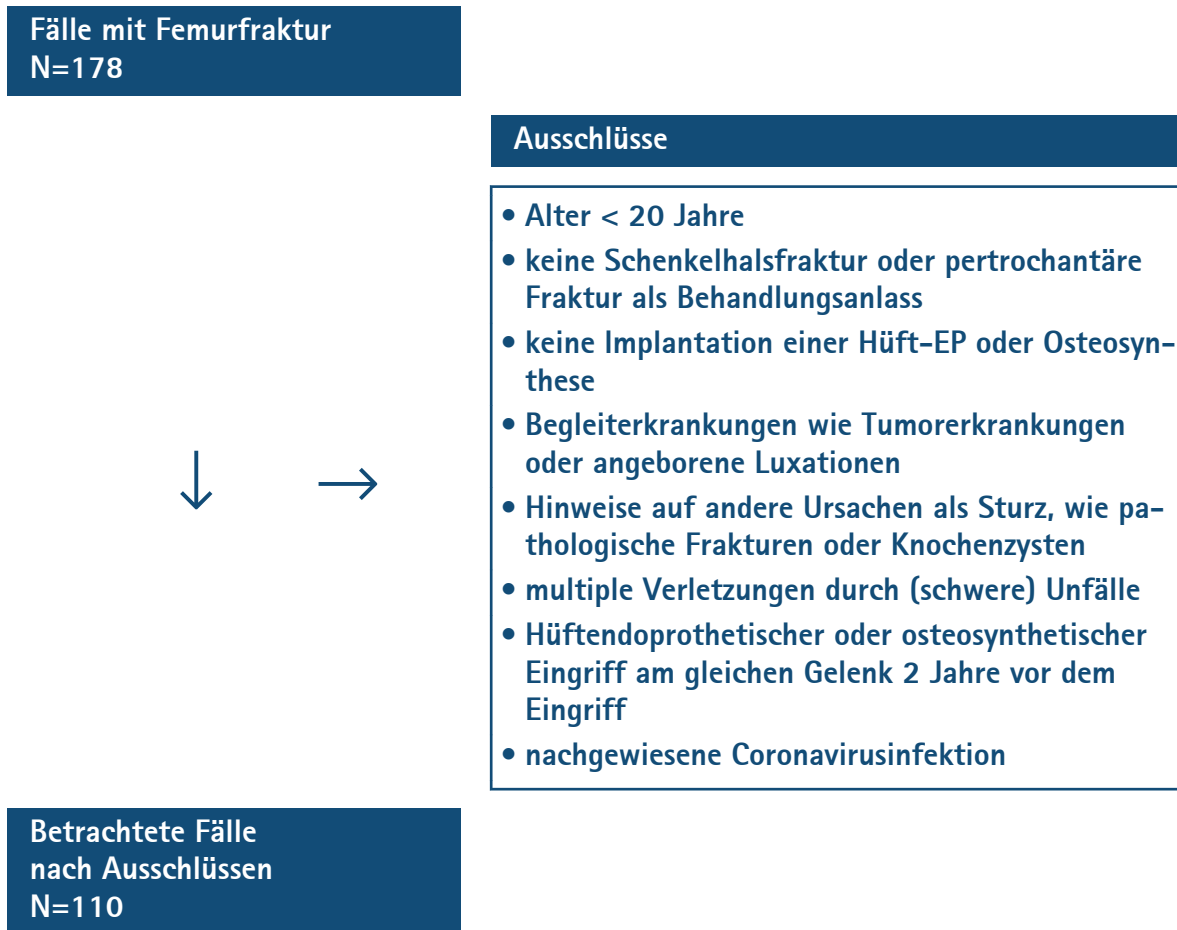 Fälle mit Femurfraktur
N=178
Ausschlüsse
• Alter < 20 Jahre
• keine Schenkelhalsfraktur oder pertrochantäre
Fraktur als Behandlungsanlass
• keine Implantation einer Hüft-EP oder Osteosyn-
these
• Begleiterkrankungen wie Tumorerkrankungen
oder angeborene Luxationen
• Hinweise auf andere Ursachen als Sturz, wie pa-
thologische Frakturen oder Knochenzysten
• multiple Verletzungen durch (schwere) Unfälle
• Hüftendoprothetischer oder osteosynthetischer
Eingriff am gleichen Gelenk 2 Jahre vor dem
Eingriff
• nachgewiesene Coronavirusinfektion
Betrachtete Fälle
nach Ausschlüssen
N=110